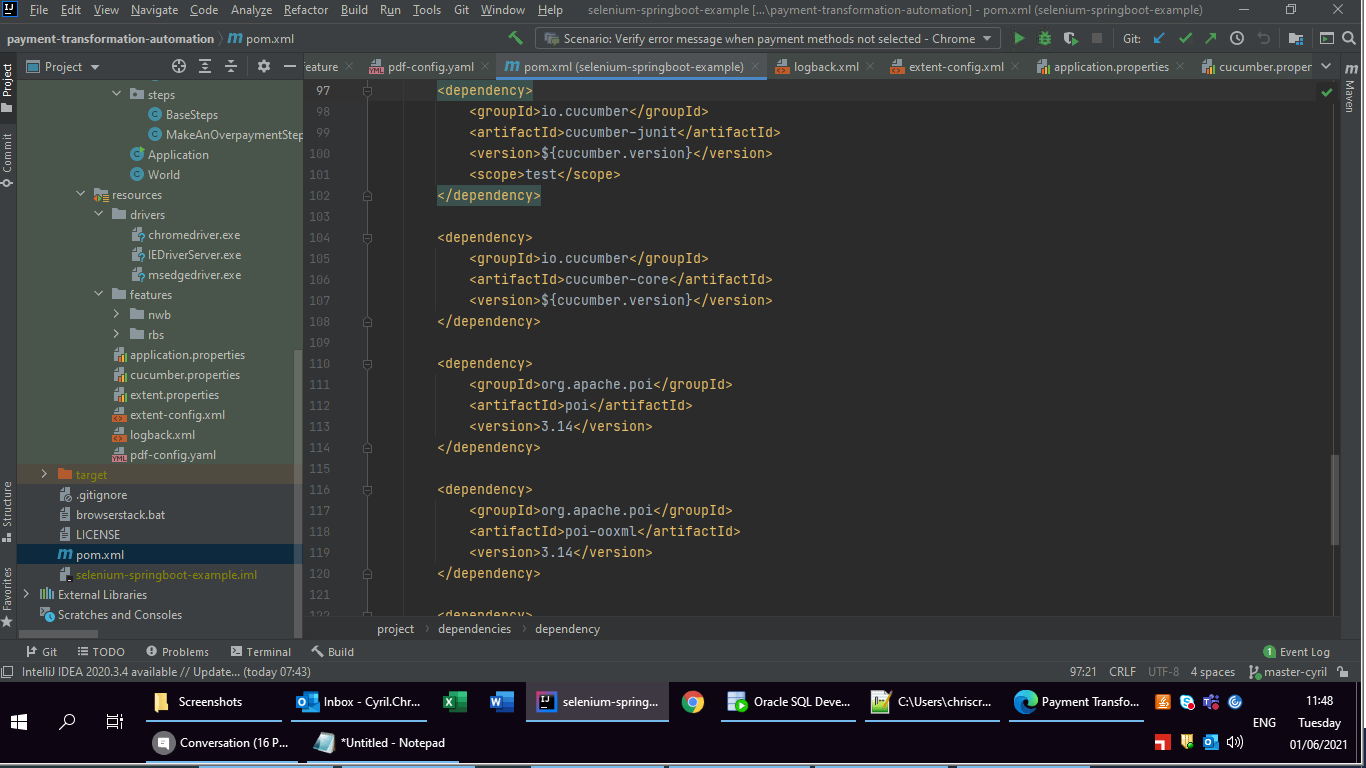 File Edit View Navigate Code Analyze Refactor Build Run Tools Git Window Help selenium-springboot-example [...\payment-transformation-automation] - pom.xml (selenium-springboot-example)
payment-transformation-automation pom.xml Scenario: Verify error message when payment methods not selected - Chrome Git:
Project
feature pdf-config.yaml pom.xml (selenium-springboot-example) logback.xml extent-config.xml application.properties cucumber.proper
Project
Commit
Structure
Favorites
Maven
steps
BaseSteps
MakeAnOverpaymentStep
Application
World
resources
drivers
chromedriver.exe
IEDriverServer.exe
msedgedriver.exe
features
nwb
rbs
application.properties
cucumber.properties
extent.properties
extent-config.xml
logback.xml
pdf-config.yaml
target
.gitignore
browserstack.bat
LICENSE
pom.xml
selenium-springboot-example.iml
External Libraries
Scratches and Consoles
97 <dependency>
98 <groupId>io.cucumber</groupId>
99 <artifactId>cucumber-junit</artifactId>
100 <version>${cucumber.version}</version>
101 <scope>test</scope>
102 </dependency>
103
104 <dependency>
105 <groupId>io.cucumber</groupId>
106 <artifactId>cucumber-core</artifactId>
107 <version>${cucumber.version}</version>
108 </dependency>
109
110 <dependency>
111 <groupId>org.apache.poi</groupId>
112 <artifactId>poi</artifactId>
113 <version>3.14</version>
114 </dependency>
115
116 <dependency>
117 <groupId>org.apache.poi</groupId>
118 <artifactId>poi-ooxml</artifactId>
119 <version>3.14</version>
120 </dependency>
121
122 <dependency>
project dependencies dependency
Git TODO Problems Terminal Build 1 Event Log
IntelliJ IDEA 2020.3.4 available // Update... (today 07:43) 97:21 CRLF UTF-8 4 spaces master-cyril
Screenshots Inbox - Cyril.Chr... selenium-spring... Oracle SQL Deve... C:\Users\chriscr... Payment Transfo...
Conversation (16 P... *Untitled - Notepad
ENG
11:48
Tuesday
01/06/2021